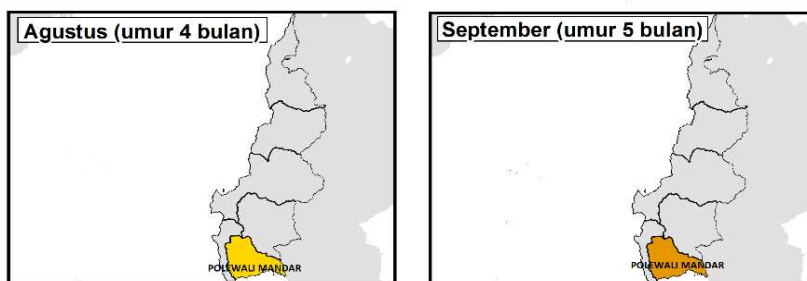 Agustus (umur 4 bulan)
POLEWALI MANDAR
September (umur 5 bulan)
POLEWALI MANDAR